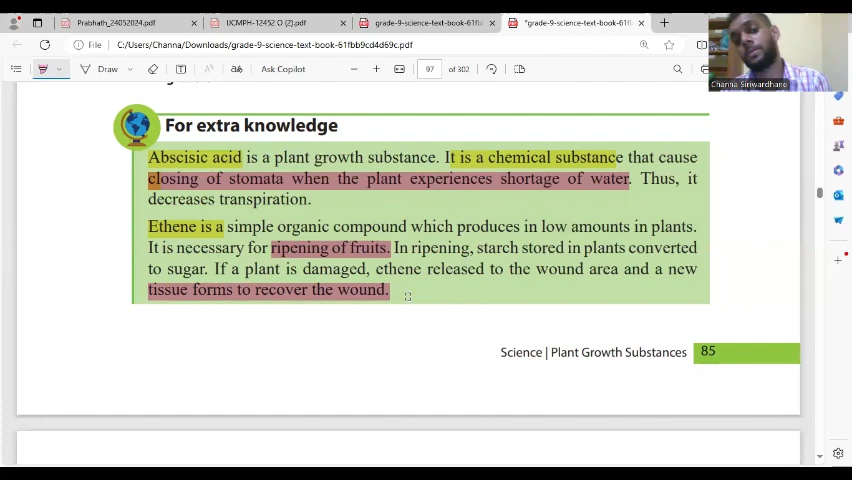 Prabhath_24052024.pdf
IJCMPH-12452 O (2).pdf
grade-9-science-text-book-61fbb
*grade-9-science-text-book-61fbb
File
C:/Users/Channa/Downloads/grade-9-science-text-book-61fbb9cd4d69c.pdf
Draw
Ask Copilot
97 of 302
Channa Siriwardhane
For extra knowledge
Abscisic acid is a plant growth substance. It is a chemical substance that cause
closing of stomata when the plant experiences shortage of water. Thus, it
decreases transpiration.
Ethene is a simple organic compound which produces in low amounts in plants.
It is necessary for ripening of fruits. In ripening, starch stored in plants converted
to sugar. If a plant is damaged, ethene released to the wound area and a new
tissue forms to recover the wound.
Science | Plant Growth Substances 85